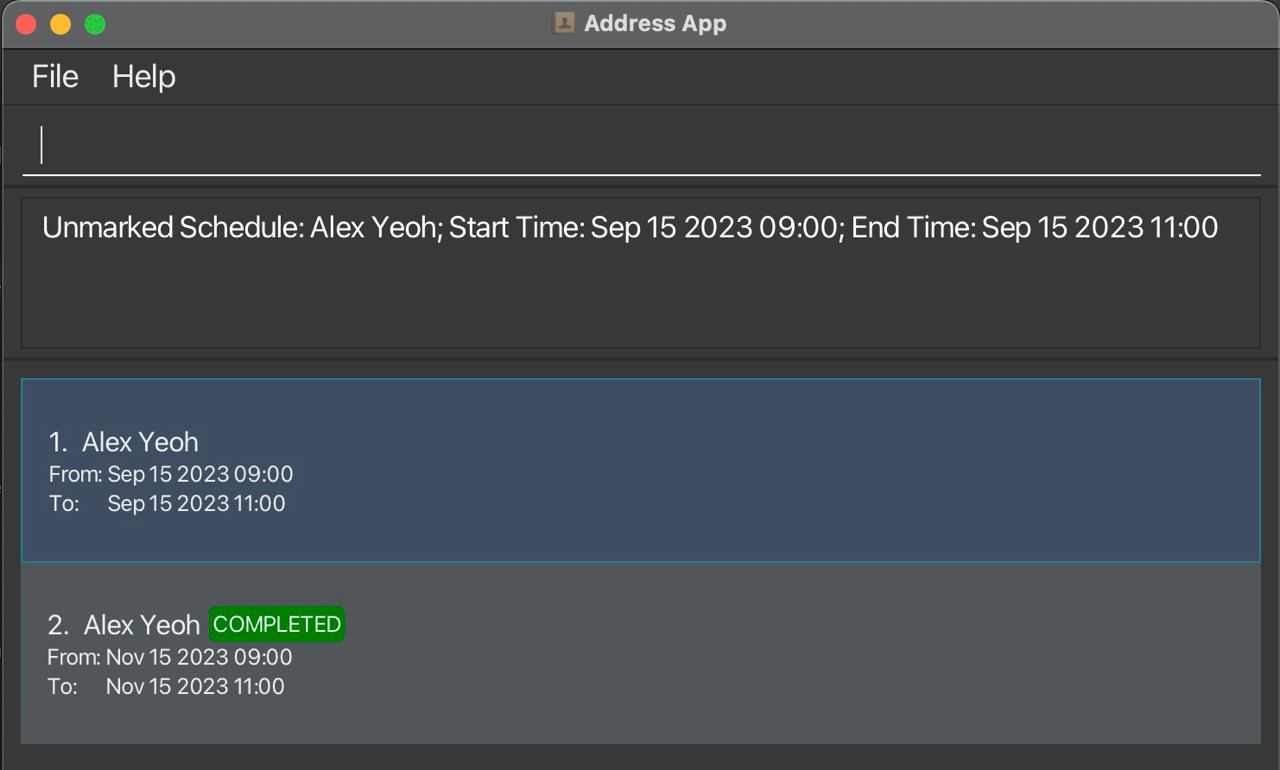 Address App
File Help
Unmarked Schedule: Alex Yeoh; Start Time: Sep 15 2023 09:00; End Time: Sep 15 2023 11:00
1. Alex Yeoh
From: Sep 15 2023 09:00
To: Sep 15 2023 11:00
2. Alex Yeoh COMPLETED
From: Nov 15 2023 09:00
To: Nov 15 2023 11:00